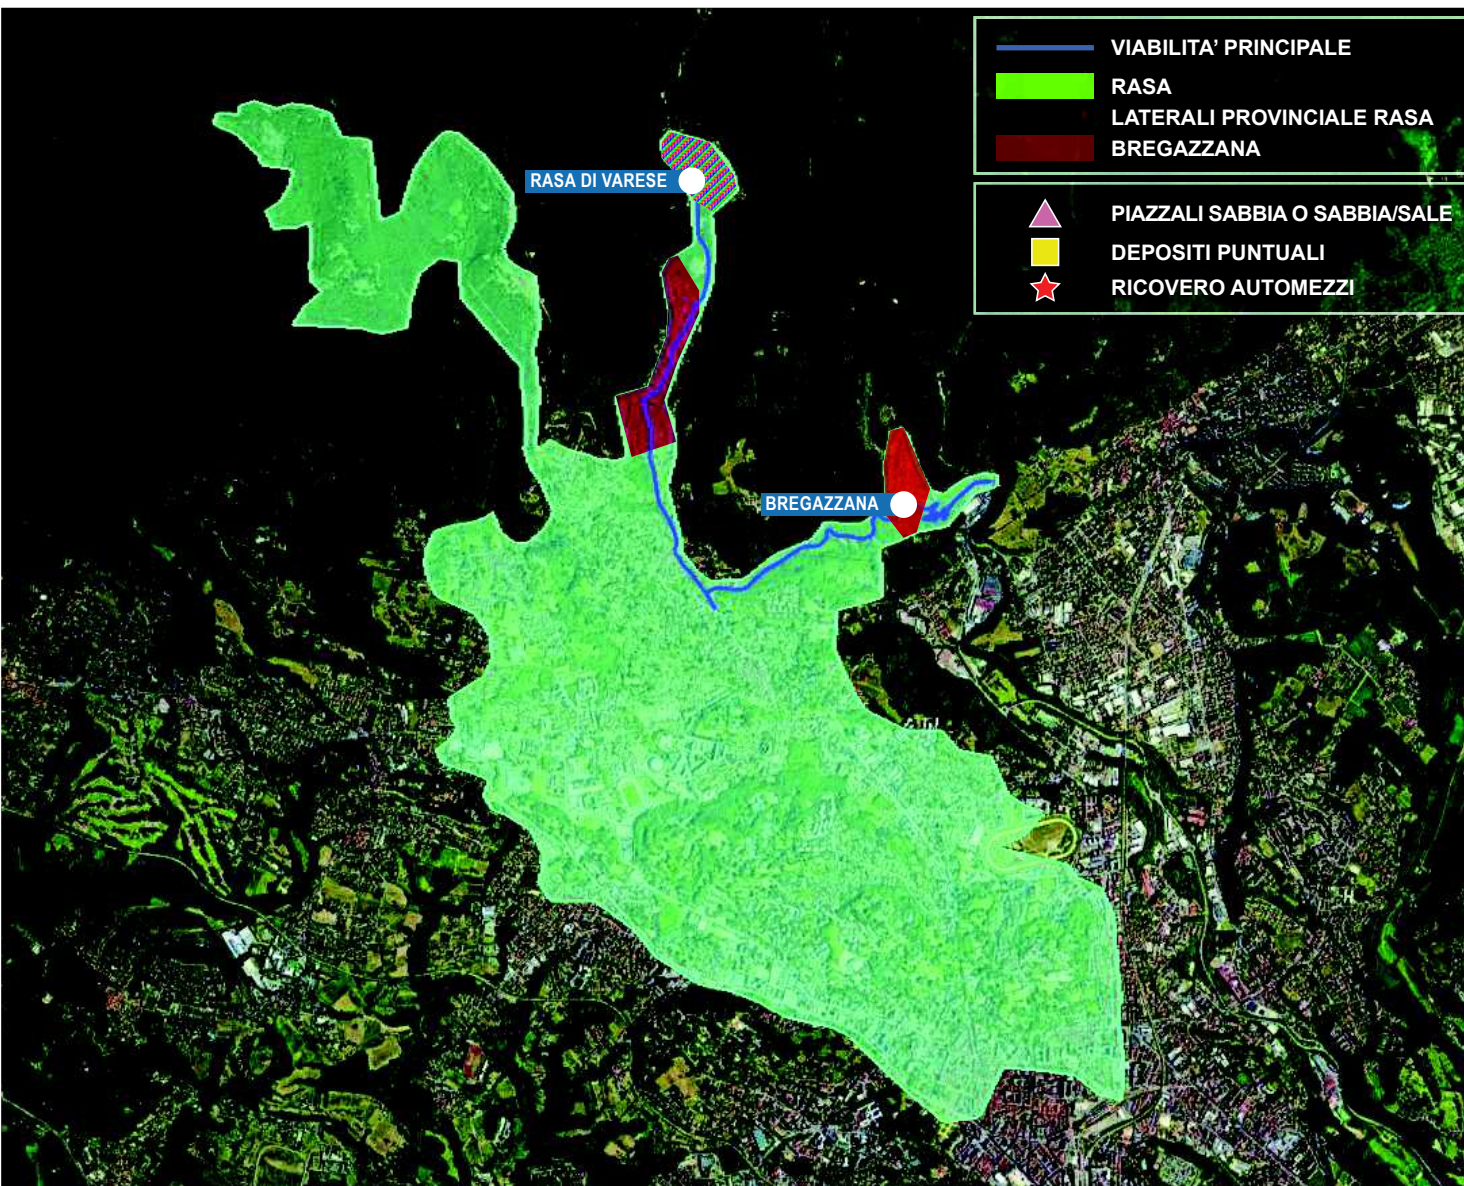 VIABILITA’ PRINCIPALE
RASA
LATERALI PROVINCIALE RASA
BREGAZZANA
PIAZZALI SABBIA O SABBIA/SALE
DEPOSITI PUNTUALI
RICOVERO AUTOMEZZI
RASA DI VARESE
BREGAZZANA